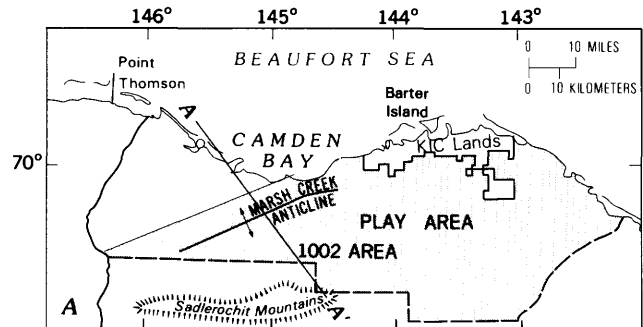 146° 145° 144° 143°
BEAUFORT SEA
0 10 MILES
0 10 KILOMETERS
Point
Thomson
Barter
Island
A
CAMDEN
BAY
KIC Lands
70°
MARSH CREEK
ANTICLINE
PLAY AREA
1002 AREA
Sadlerochit Mountains
A'
A